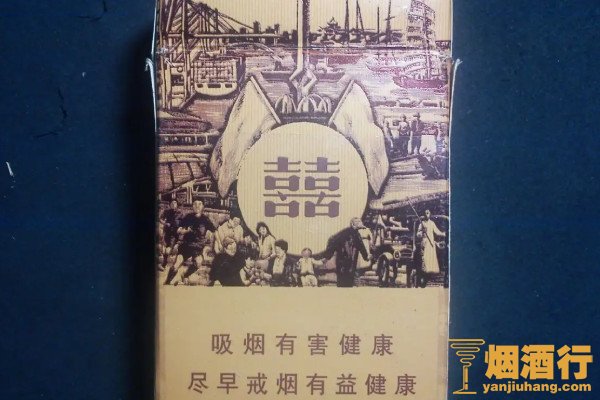 囍
吸烟有害健康
尽早戒烟有益健康
烟酒行
yanjiuhang.com